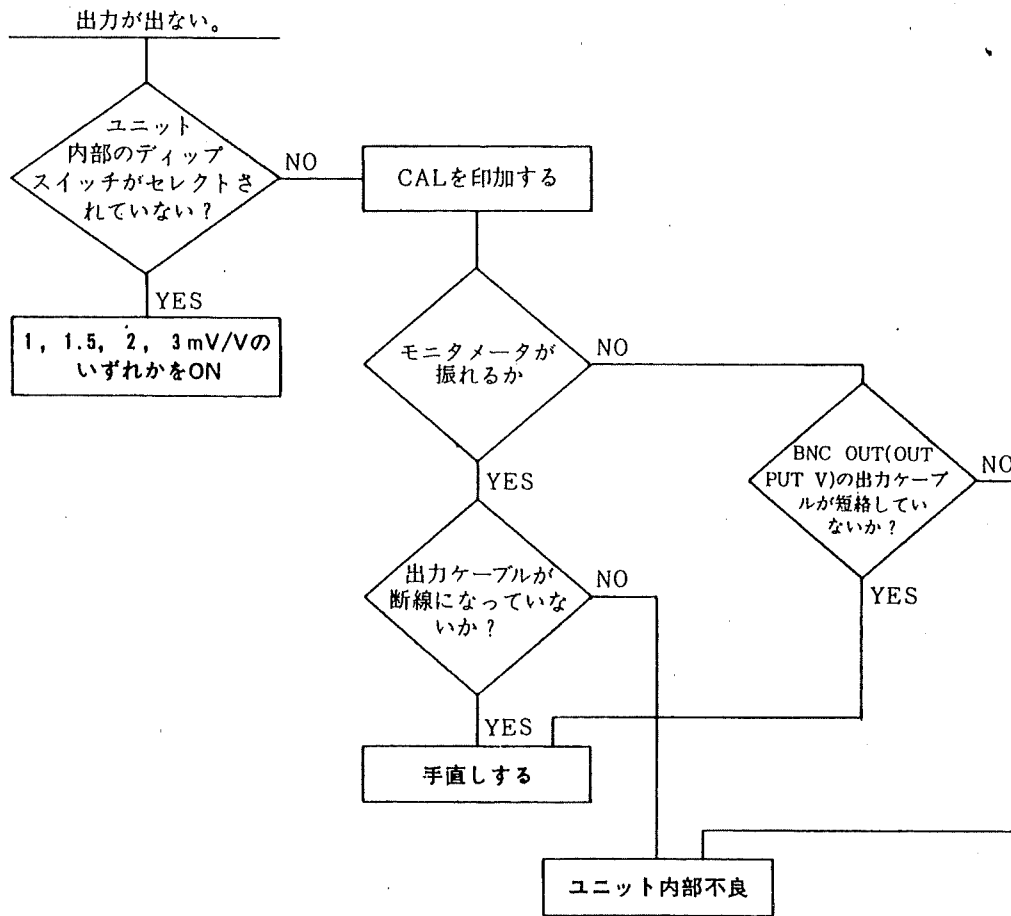 出力が出ない。
ユニット
内部のディップ
スイッチがセレクトさ
れていない?
NO
CALを印加する
YES
1, 1.5, 2, 3mV/Vの
いずれかをON
モニタメータが
振れるか
NO
YES
BNC OUT(OUT
PUT V)の出力ケーブ
ルが短絡してい
ないか?
NO
YES
出力ケーブルが
断線になっていな
いか?
NO
YES
手直しする
ユニット内部不良